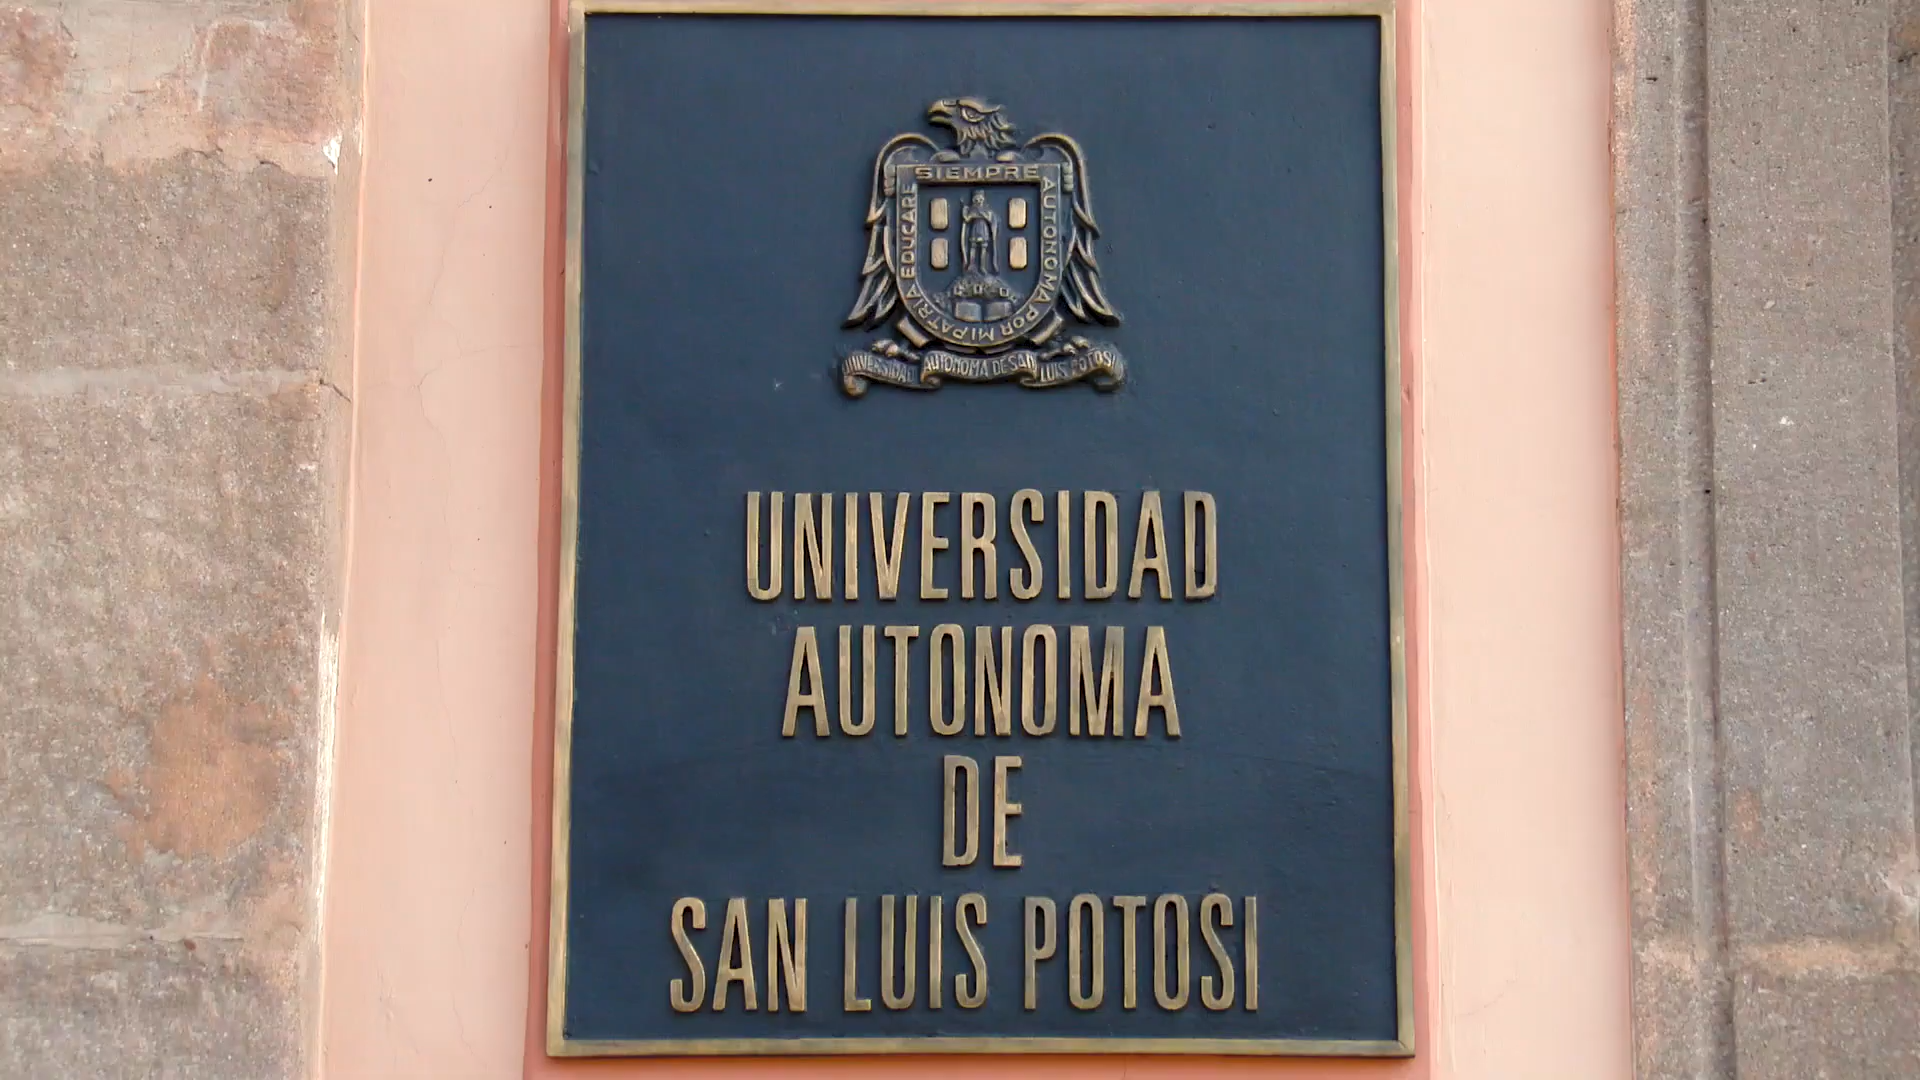 SIEMPRE AUTONOMA POR MI PATRIA EDUCARE
UNIVERSIDAD AUTONOMA DE SAN LUIS POTOSI
UNIVERSIDAD
AUTONOMA
DE
SAN LUIS POTOSI